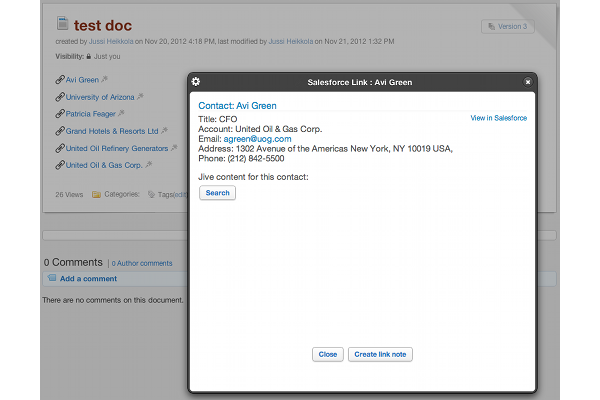 test doc
Version 3
created by Jussi Heikkola on Nov 20, 2012 4:18 PM, last modified by Jussi Heikkola on Nov 21, 2012 1:32 PM
Visibility: Just you
Avi Green
University of Arizona
Patricia Feager
Grand Hotels & Resorts Ltd
United Oil Refinery Generators
United Oil & Gas Corp.
26 Views Categories: Tags(edit
0 Comments | 0 Author comments
Add a comment
There are no comments on this document.
Salesforce Link : Avi Green
Contact: Avi Green
View in Salesforce
Title: CFO
Account: United Oil & Gas Corp.
Email: agreen@uog.com
Address: 1302 Avenue of the Americas New York, NY 10019 USA,
Phone: (212) 842-5500
Jive content for this contact:
Search
Close Create link note